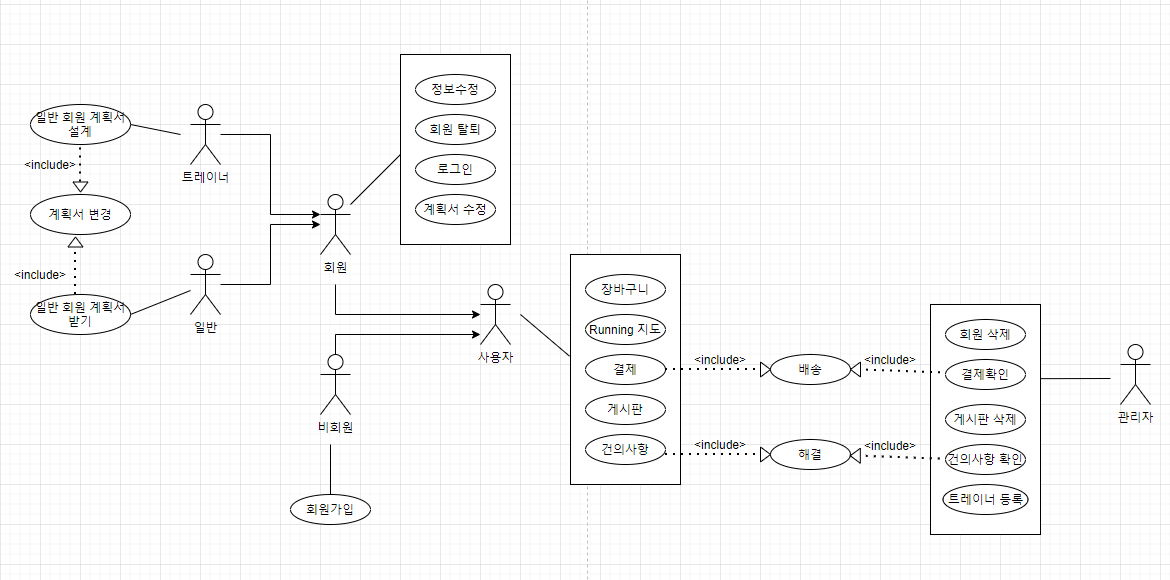 일반 회원 계획서
설계
<include>
계획서 변경
<include>
일반 회원 계획서
받기
트레이너
일반
정보수정
회원 탈퇴
로그인
계획서 수정
회원
비회원
회원가입
사용자
장바구니
Running 지도
결제
게시판
건의사항
<include>
배송
<include>
<include>
해결
<include>
회원 삭제
결제확인
게시판 삭제
건의사항 확인
트레이너 등록
관리자